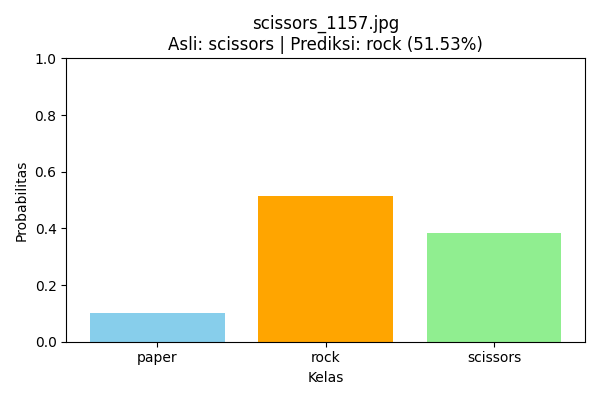 scissors_1157.jpg
Asli: scissors | Prediksi: rock (51.53%)
1.0
0.8
0.6
0.4
0.2
0.0
Probabilitas
paper rock scissors
Kelas